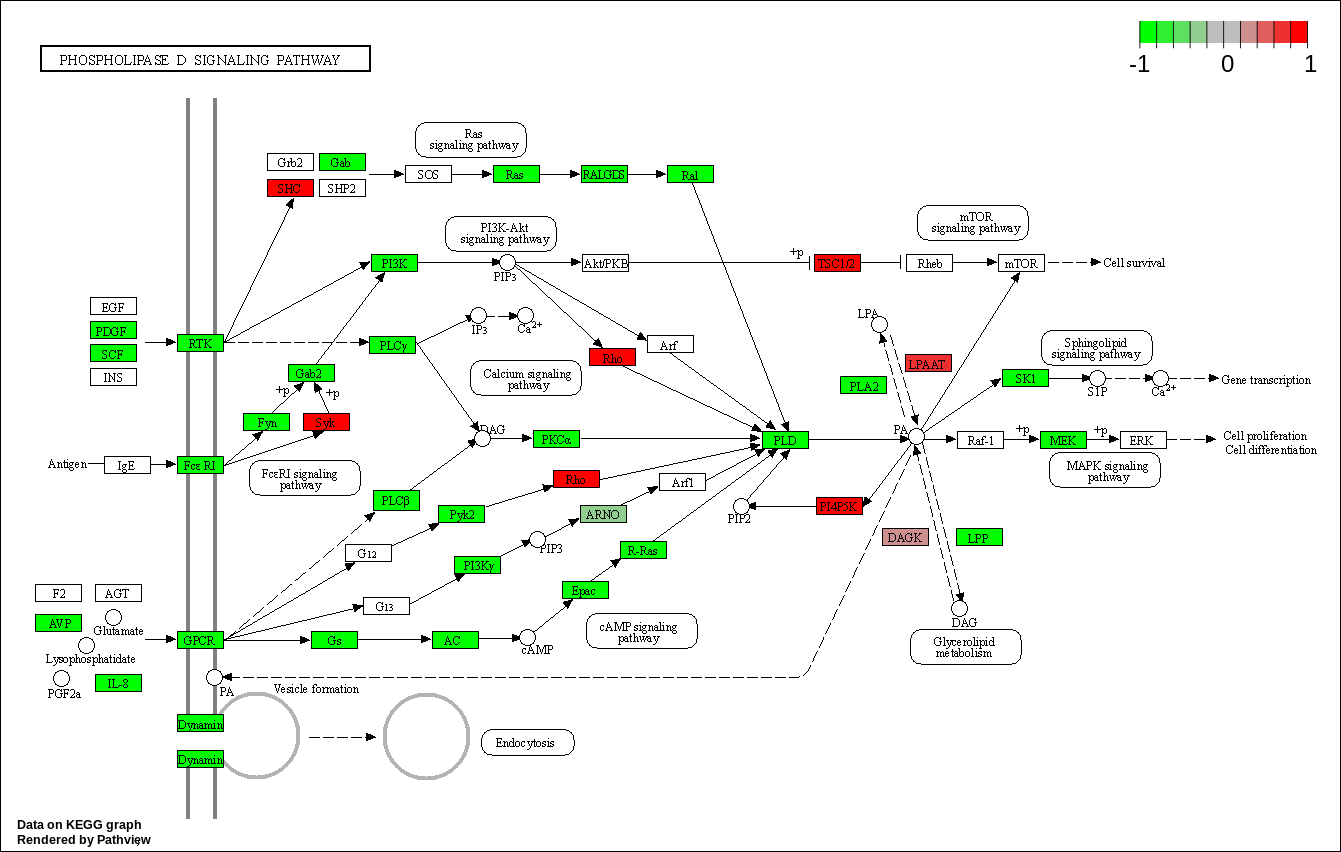 PHOSPHOLIPASE D SIGNALING PATHWAY
-1 0 1
Ras
signaling pathway
Grb2 Gab
SHC SHP2
SOS Ras RALGDS Ral
PI3K-Akt
signaling pathway
mTOR
signaling pathway
PI3K
PIP3
Akt/PKB
+p
TSC1/2
Rheb
mTOR
Cell survival
EGF
PDGF
SCF
INS
RTK
PLCγ
IP3
Ca2+
Rho
Arf
LPA
LPAAT
PLA2
Sphingolipid
signaling pathway
Calcium signaling
pathway
Gab2
+p
+p
Fyn
Syk
SK1
S1P
Ca2+
Gene transcription
DAG
PKCα
PLD
PA
Raf-1
+p
MEK
+p
ERK
Cell proliferation
Cell differentiation
MAPK signaling
pathway
Antigen
IgE
Fcε RI
FcεRI signaling
pathway
PLCβ
Rho
Arf1
PIP2
PI4P5K
Pyk2
ARNO
G12
PIP3
R-Ras
DAGK
LPP
PI3Kγ
Epac
G13
F2
AGT
AVP
Glutamate
Lysophosphatidate
PGF2a
IL-8
GPCR
Gs
AC
cAMP
cAMP signaling
pathway
DAG
Glycerolipid
metabolism
PA
Vesicle formation
Dynamin
Dynamin
Endocytosis
Data on KEGG graph
Rendered by Pathview